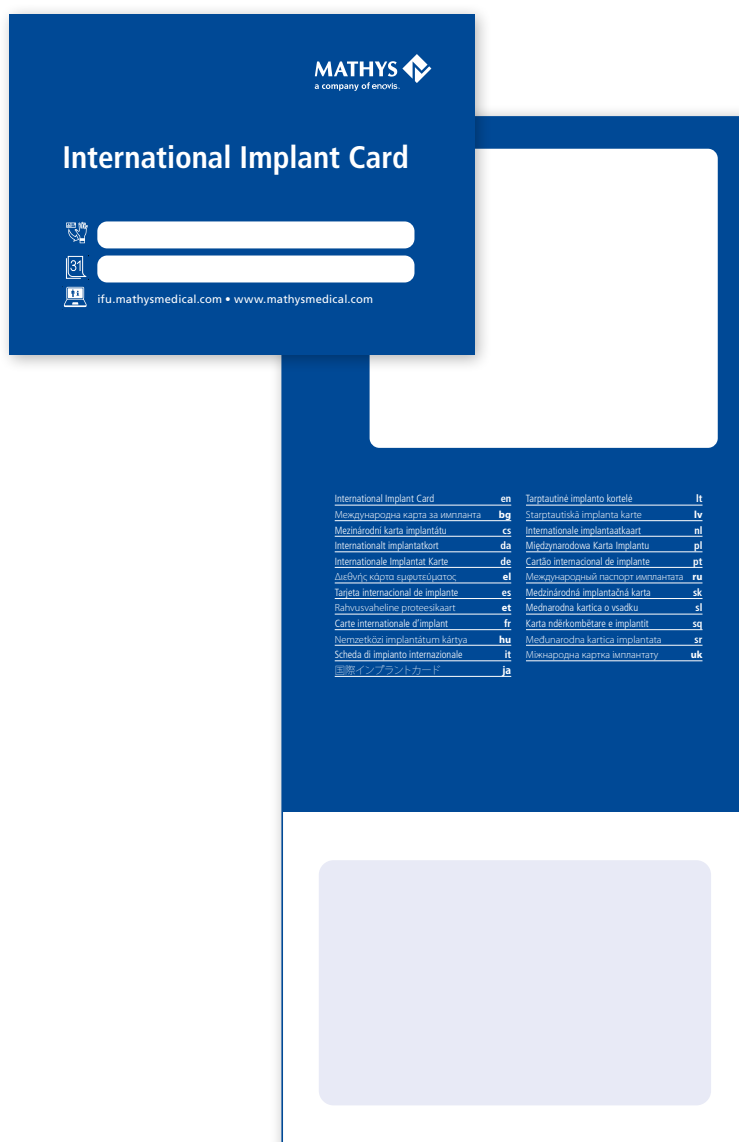 MATHYS
a company of enovis.
International Implant Card
31
ifu.mathysmedical.com • www.mathysmedical.com
International Implant Card en
Международна карта за импланта bg
Mezinárodní karta implantátu cs
Internationalt implantatkort da
Internationale Implantat Karte de
Διεθνής κάρτα εμφυτεύματος el
Tarjeta internacional de implante es
Rahvusvaheline proteesikaart et
Carte internationale d’implant fr
Nemzetközi implantátum kártya hu
Scheda di impianto internazionale it
国際インプラントカード ja
Tarptautinė implanto kortelė lt
Starptautiskā implanta karte lv
Internationale implantaatkaart nl
Międzynarodowa Karta Implantu pl
Cartão internacional de implante pt
Международный паспорт имплантата ru
Medzinárodná implantačná karta sk
Mednarodna kartica o vsadku sl
Karta ndërkombëtare e implantit sq
Međunarodna kartica implantata sr
Міжнародна картка імплантату uk